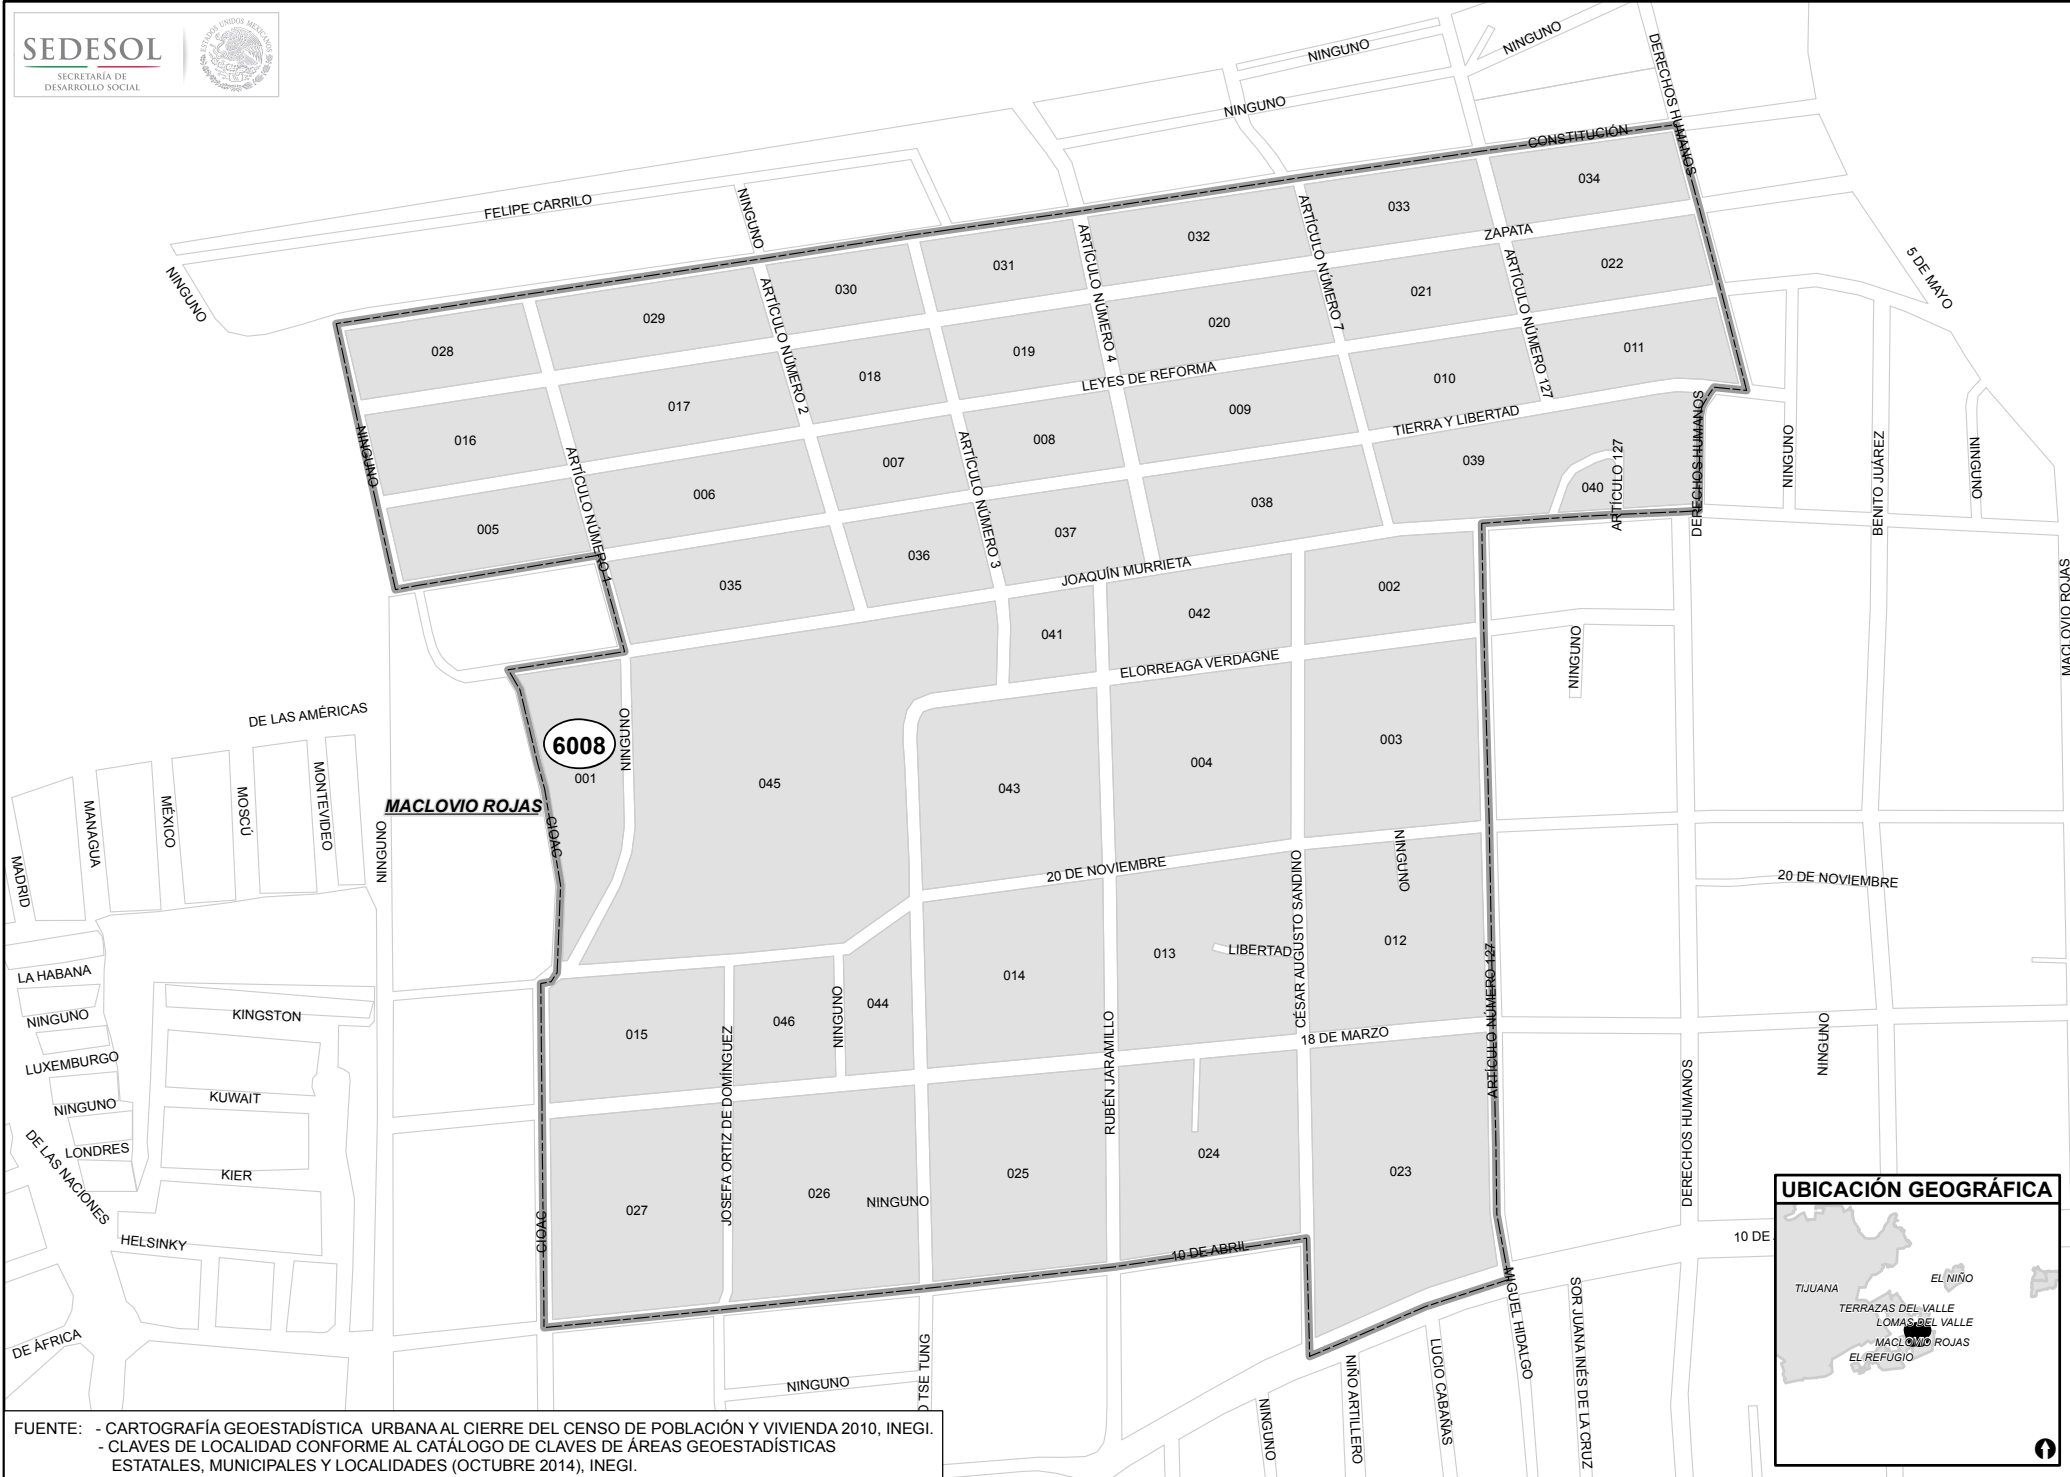 SEDESOL
SECRETARÍA DE
DESARROLLO SOCIAL
ESTADOS UNIDOS MEXICANOS
NINGUNO
NINGUNO
NINGUNO
DERECHOS HUMANOS
CONSTITUCIÓN
FELIPE CARRILO
NINGUNO
NINGUNO
034
033
032
031
030
029
028
ZAPATA
ARTÍCULO NÚMERO 2
ARTÍCULO NÚMERO 4
ARTÍCULO NÚMERO 7
ARTÍCULO NÚMERO 127
5 DE MAYO
022
021
020
019
018
017
016
LEYES DE REFORMA
011
010
009
008
007
006
005
TIERRA Y LIBERTAD
NINGUNO
ARTÍCULO NÚMERO 1
ARTÍCULO NÚMERO 3
039
040
ARTÍCULO 127
DERECHOS HUMANOS
NINGUNO
BENITO JUÁREZ
NINGUNO
MACLOVIO ROJAS
038
037
036
035
JOAQUÍN MURRIETA
002
042
041
ELORREAGA VERDAGNE
NINGUNO
DE LAS AMÉRICAS
6008
001
NINGUNO
045
043
004
003
MACLOVIO ROJAS
CIOAC
MADRID
MANAGUA
MÉXICO
MOSCÚ
MONTEVIDEO
NINGUNO
20 DE NOVIEMBRE
NINGUNO
20 DE NOVIEMBRE
CÉSAR AUGUSTO SANDINO
LIBERTAD
012
013
014
044
046
015
NINGUNO
JOSEFA ORTIZ DE DOMÍNGUEZ
RUBÉN JARAMILLO
18 DE MARZO
ARTÍCULO NÚMERO 127
NINGUNO
DERECHOS HUMANOS
LA HABANA
NINGUNO
KINGSTON
LUXEMBURGO
KUWAIT
NINGUNO
LONDRES
DE LAS NACIONES
KIER
HELSINKY
DE ÁFRICA
CIOAC
027
026
NINGUNO
025
024
023
10 DE ABRIL
10 DE
MIGUEL HIDALGO
SOR JUANA INÉS DE LA CRUZ
LUCIO CABAÑAS
NIÑO ARTILLERO
NINGUNO
TSE TUNG
NINGUNO
UBICACIÓN GEOGRÁFICA
TIJUANA
EL NIÑO
TERRAZAS DEL VALLE
LOMAS DEL VALLE
MACLOVIO ROJAS
EL REFUGIO
FUENTE: - CARTOGRAFÍA GEOESTADÍSTICA URBANA AL CIERRE DEL CENSO DE POBLACIÓN Y VIVIENDA 2010, INEGI.
- CLAVES DE LOCALIDAD CONFORME AL CATÁLOGO DE CLAVES DE ÁREAS GEOESTADÍSTICAS
ESTATALES, MUNICIPALES Y LOCALIDADES (OCTUBRE 2014), INEGI.